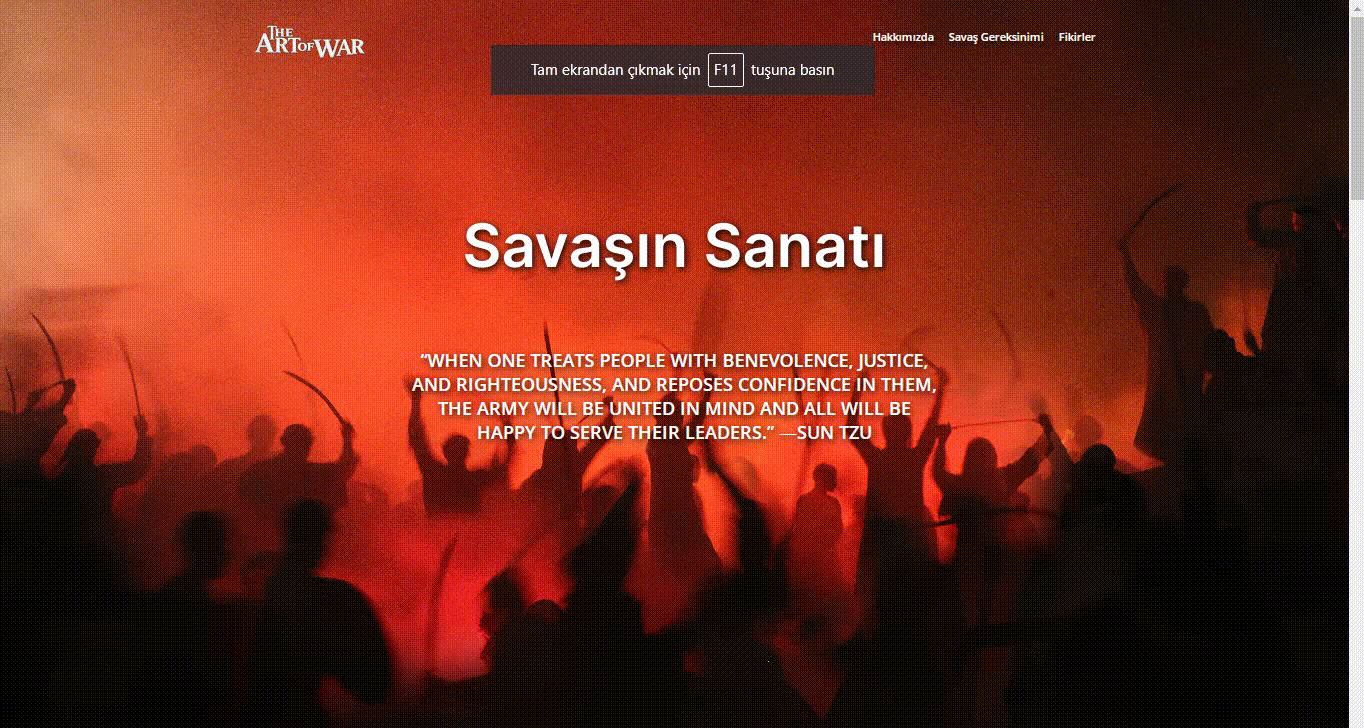 THE
ART OF WAR
Hakkımızda Savaş Gereksinimi Fikirler
Tam ekrandan çıkmak için F11 tuşuna basın
Savaşın Sanatı
“WHEN ONE TREATS PEOPLE WITH BENEVOLENCE, JUSTICE,
AND RIGHTEOUSNESS, AND REPOSES CONFIDENCE IN THEM,
THE ARMY WILL BE UNITED IN MIND AND ALL WILL BE
HAPPY TO SERVE THEIR LEADERS.” —SUN TZU